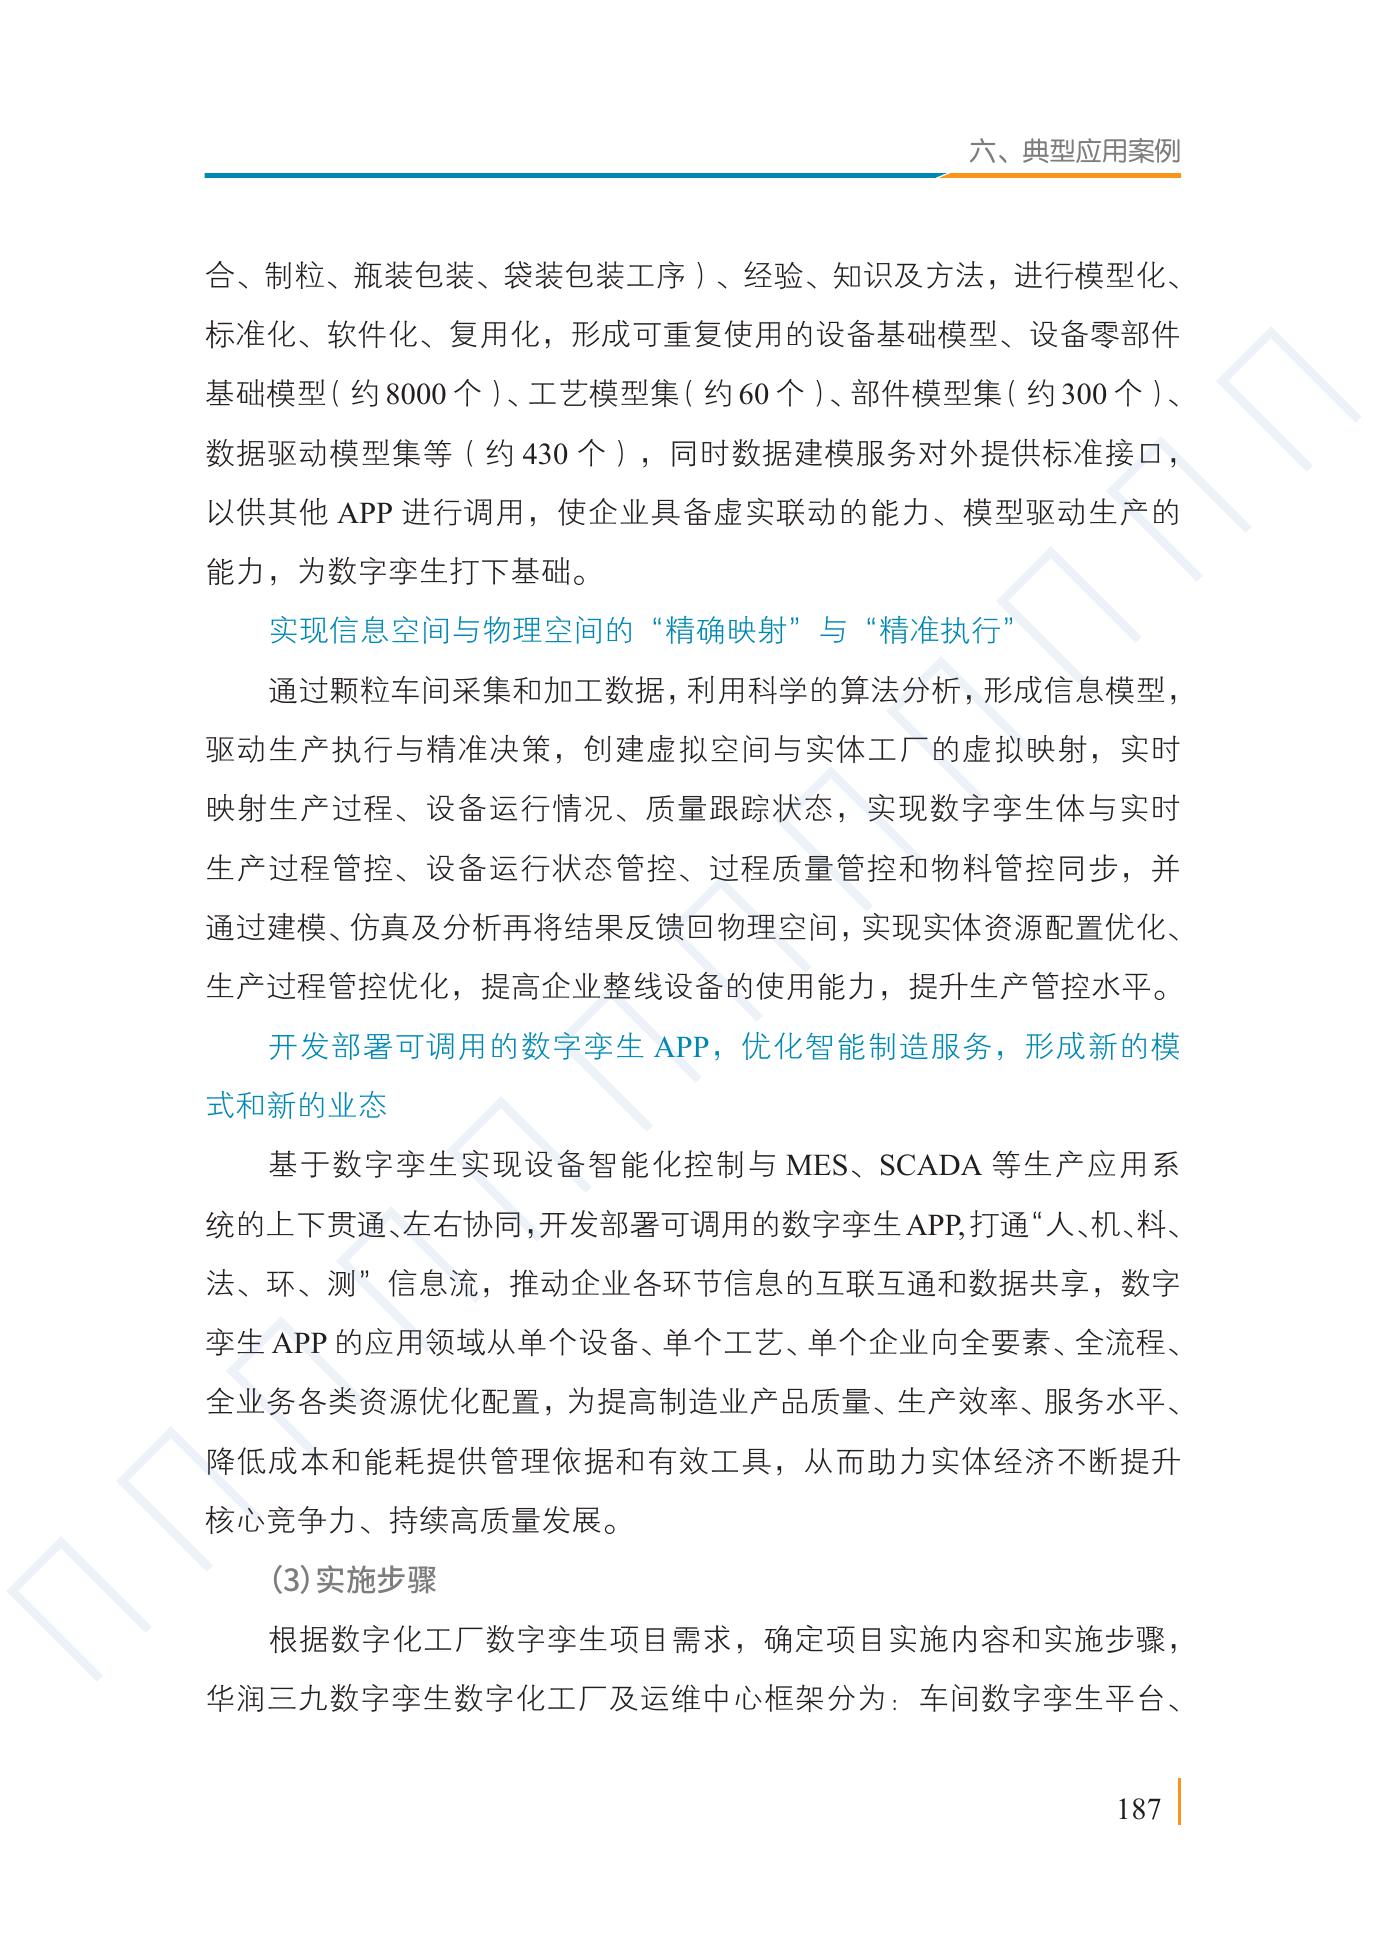 六、典型应用案例
合、制粒、瓶装包装、袋装包装工序）、经验、知识及方法，进行模型化、
标准化、软件化、复用化，形成可重复使用的设备基础模型、设备零部件
基础模型（约8000个）、工艺模型集（约60个）、部件模型集（约300个）、
数据驱动模型集等（约430个），同时数据建模服务对外提供标准接口，
以供其他 APP 进行调用，使企业具备虚实联动的能力、模型驱动生产的
能力，为数字孪生打下基础。
实现信息空间与物理空间的“精确映射”与“精准执行”
通过颗粒车间采集和加工数据，利用科学的算法分析，形成信息模型，
驱动生产执行与精准决策，创建虚拟空间与实体工厂的虚拟映射，实时
映射生产过程、设备运行情况、质量跟踪状态，实现数字孪生体与实时
生产过程管控、设备运行状态管控、过程质量管控和物料管控同步，并
通过建模、仿真及分析再将结果反馈回物理空间，实现实体资源配置优化、
生产过程管控优化，提高企业整线设备的使用能力，提升生产管控水平。
开发部署可调用的数字孪生 APP，优化智能制造服务，形成新的模
式和新的业态
基于数字孪生实现设备智能化控制与 MES、SCADA 等生产应用系
统的上下贯通、左右协同，开发部署可调用的数字孪生APP，打通“人、机、料、
法、环、测”信息流，推动企业各环节信息的互联互通和数据共享，数字
孪生 APP 的应用领域从单个设备、单个工艺、单个企业向全要素、全流程、
全业务各类资源优化配置，为提高制造业产品质量、生产效率、服务水平、
降低成本和能耗提供管理依据和有效工具，从而助力实体经济不断提升
核心竞争力、持续高质量发展。
（3）实施步骤
根据数字化工厂数字孪生项目需求，确定项目实施内容和实施步骤，
华润三九数字孪生数字化工厂及运维中心框架分为：车间数字孪生平台、
187